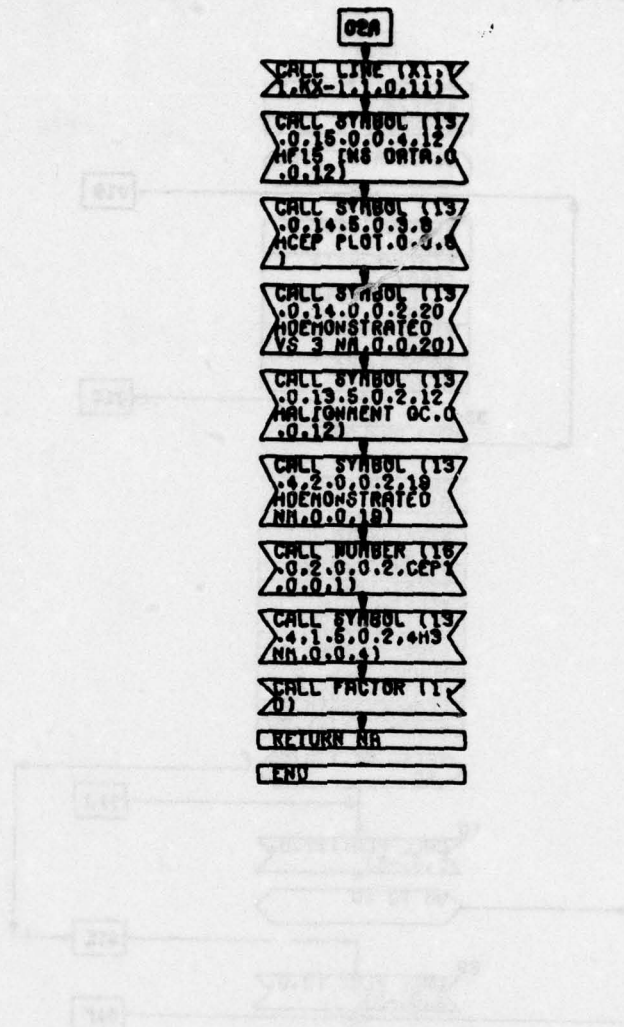 CALL LINE (X1,Y
1,KX-1,1,0,11)
CALL SYMBOL (13
.0,15.0,0.4,12
HF15 INS DATA,0
.0,12)
CALL SYMBOL (13
.0,14.5,0.3,8
HCEP PLOT,0.0,8
)
CALL SYMBOL (13
.0,14.0,0.2,20
HDEMONSTRATED
VS 3 NM,0.0,20)
CALL SYMBOL (13
.0,13.5,0.2,12
HALIGNMENT GC,0
.0,12)
CALL SYMBOL (13
.4,2.0,0.2,18
HDEMONSTRATED
NM,0.0,18)
CALL NUMBER (16
.0,2.0,0.2,CEP1
,0.0,1)
CALL SYMBOL (13
.4,1.5,0.2,4H3
NM,0.0,4)
CALL FACTOR (1.
0)
RETURN NA
END